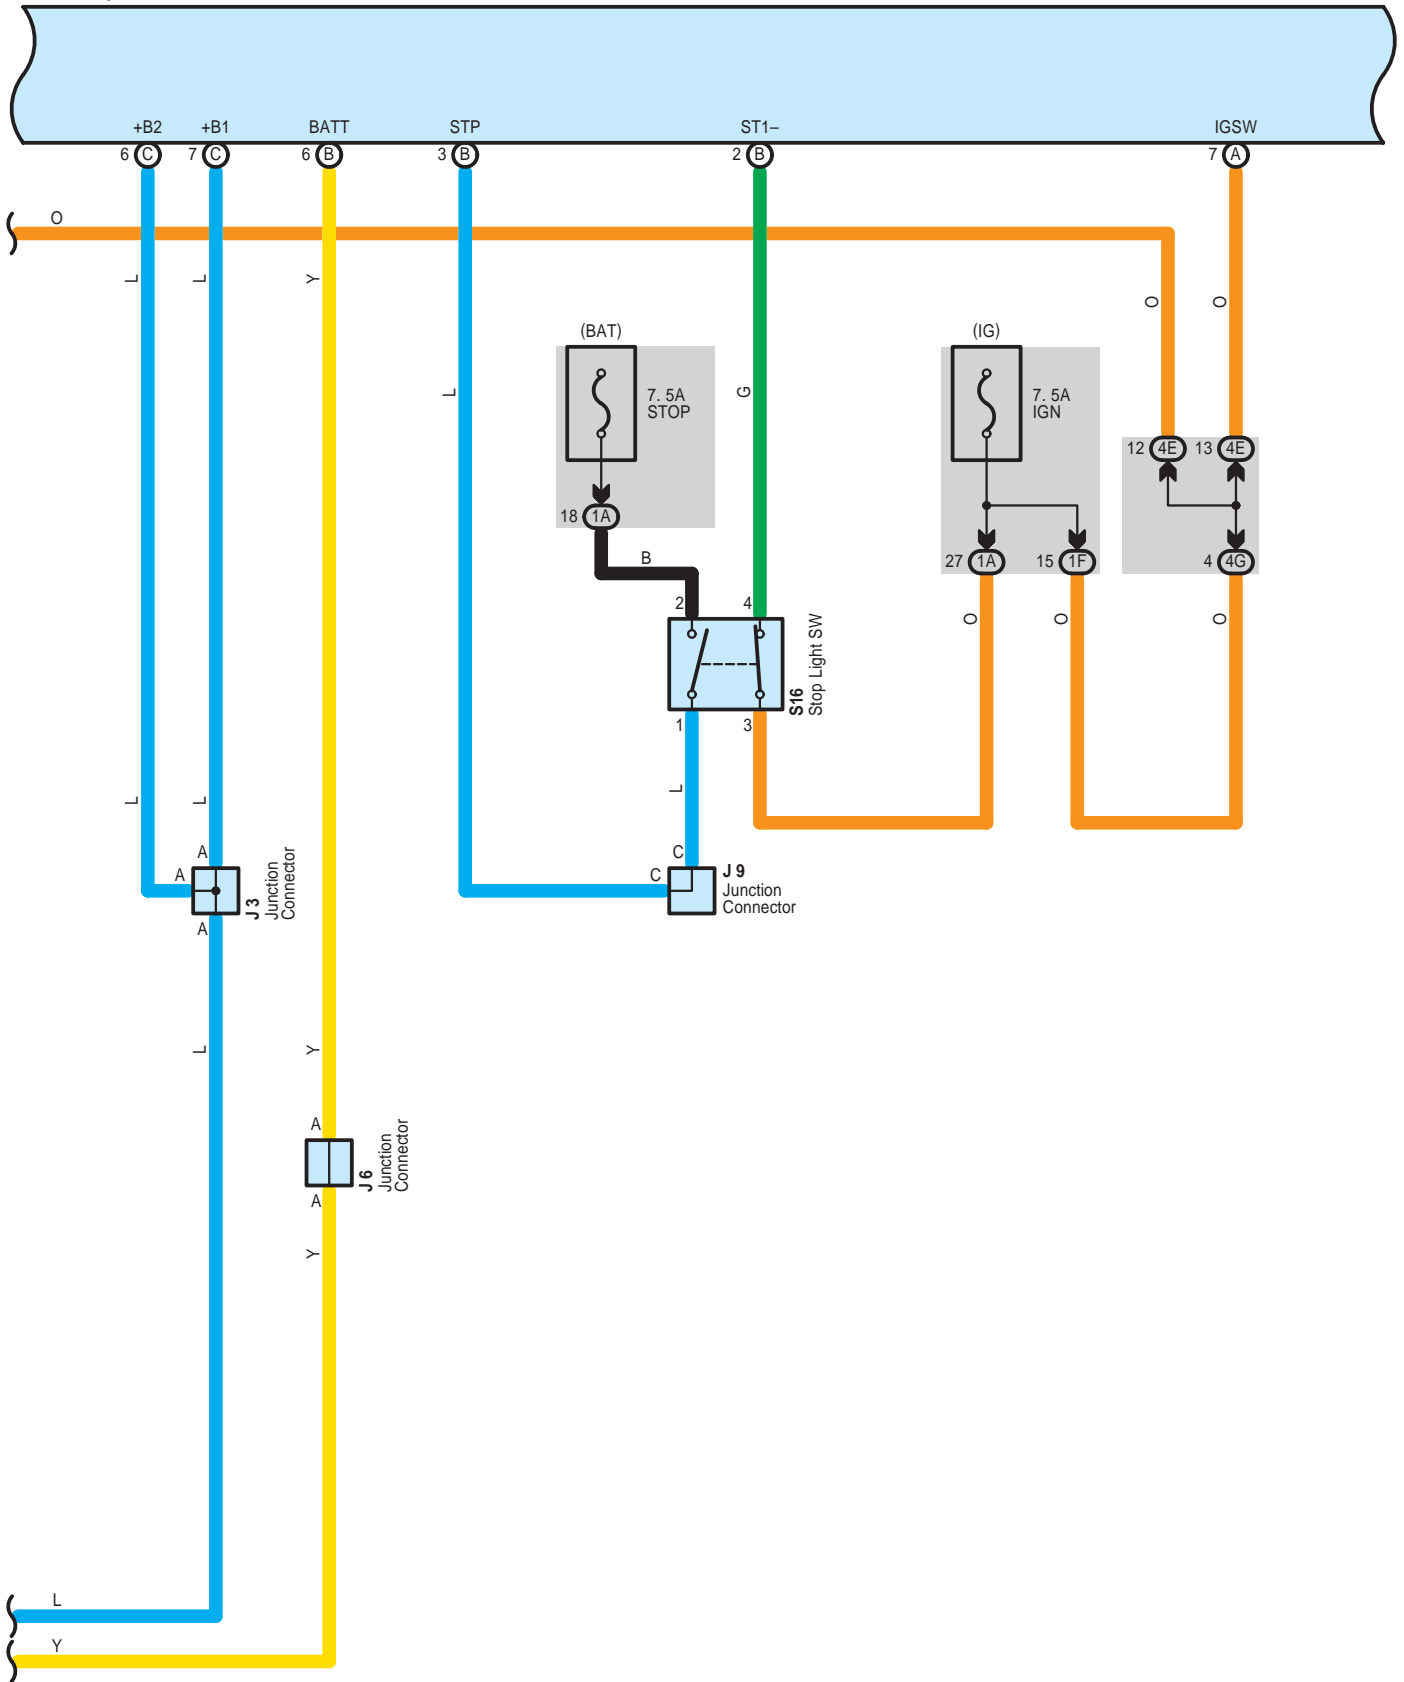 +B2 +B1 BATT STP ST1– IGSW
6 C 7 C 6 B 3 B 2 B 7 A
O
L L Y
O O
(BAT) (IG)
L G
7. 5A
STOP
7. 5A
IGN
12 4E 13 4E
18 1A
B
27 1A 15 1F 4 4G
2 4
O O O
S16
Stop Light SW
1 3
L L L
A C
A C
J 3
Junction
Connector
J 9
Junction
Connector
A
L Y
A
J 6
Junction
Connector
A
Y
L
Y